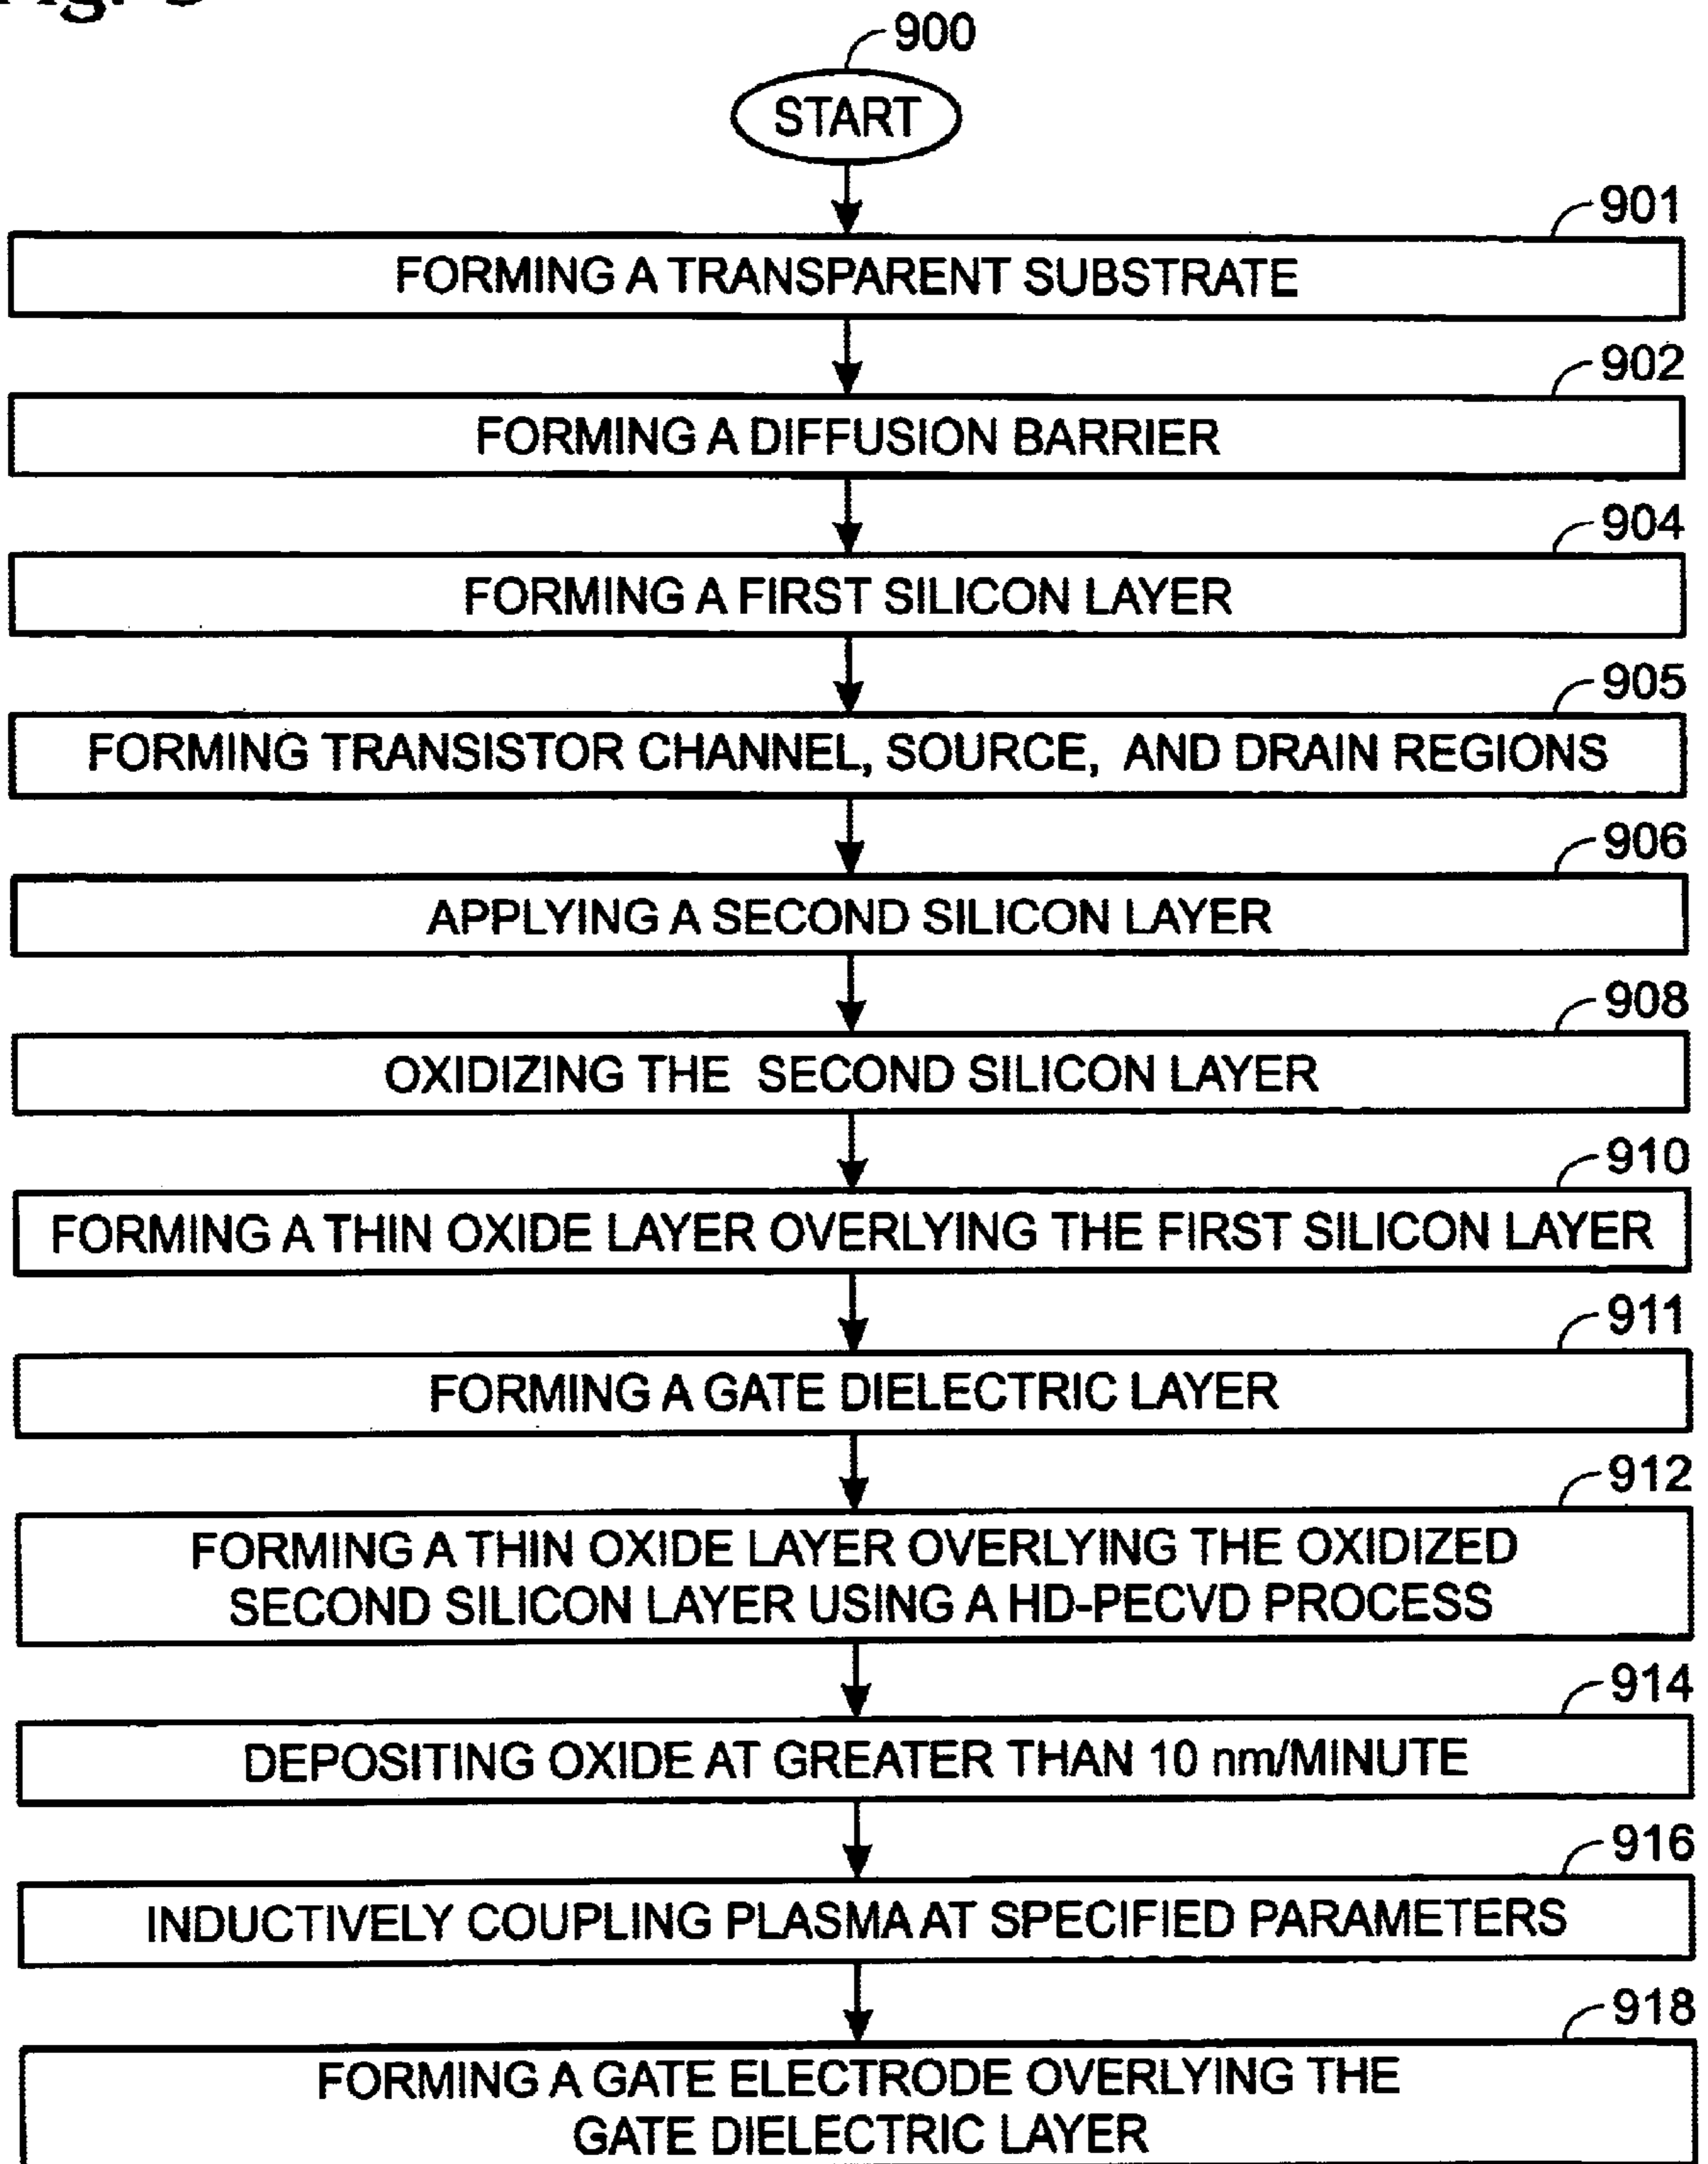 900
START
901
FORMING A TRANSPARENT SUBSTRATE
902
FORMING A DIFFUSION BARRIER
904
FORMING A FIRST SILICON LAYER
905
FORMING TRANSISTOR CHANNEL, SOURCE, AND DRAIN REGIONS
906
APPLYING A SECOND SILICON LAYER
908
OXIDIZING THE SECOND SILICON LAYER
910
FORMING A THIN OXIDE LAYER OVERLYING THE FIRST SILICON LAYER
911
FORMING A GATE DIELECTRIC LAYER
912
FORMING A THIN OXIDE LAYER OVERLYING THE OXIDIZED
SECOND SILICON LAYER USING A HD-PECVD PROCESS
914
DEPOSITING OXIDE AT GREATER THAN 10 nm/MINUTE
916
INDUCTIVELY COUPLING PLASMA AT SPECIFIED PARAMETERS
918
FORMING A GATE ELECTRODE OVERLYING THE
GATE DIELECTRIC LAYER